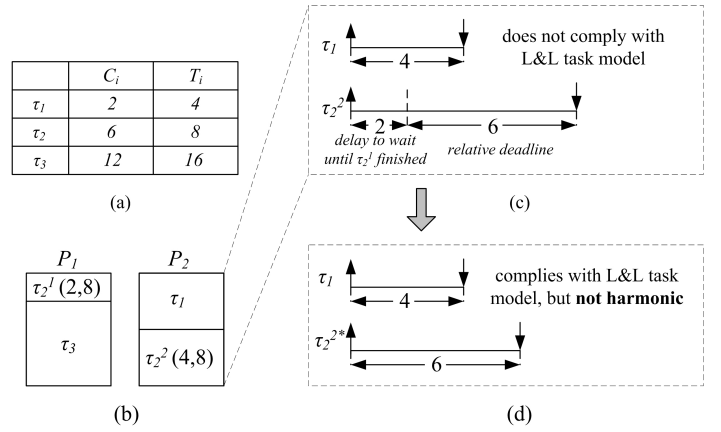 C_i T_i
τ_1 2 4
τ_2 6 8
τ_3 12 16
(a)
P_1 P_2
τ_2^1 (2,8)
τ_3
τ_1
τ_2^2 (4,8)
(b)
τ_1
4
does not comply with
L&L task model
τ_2^2
2 6
delay to wait
until τ_2^1 finished
relative deadline
(c)
τ_1
4
complies with L&L task
model, but not harmonic
τ_2^2*
6
(d)